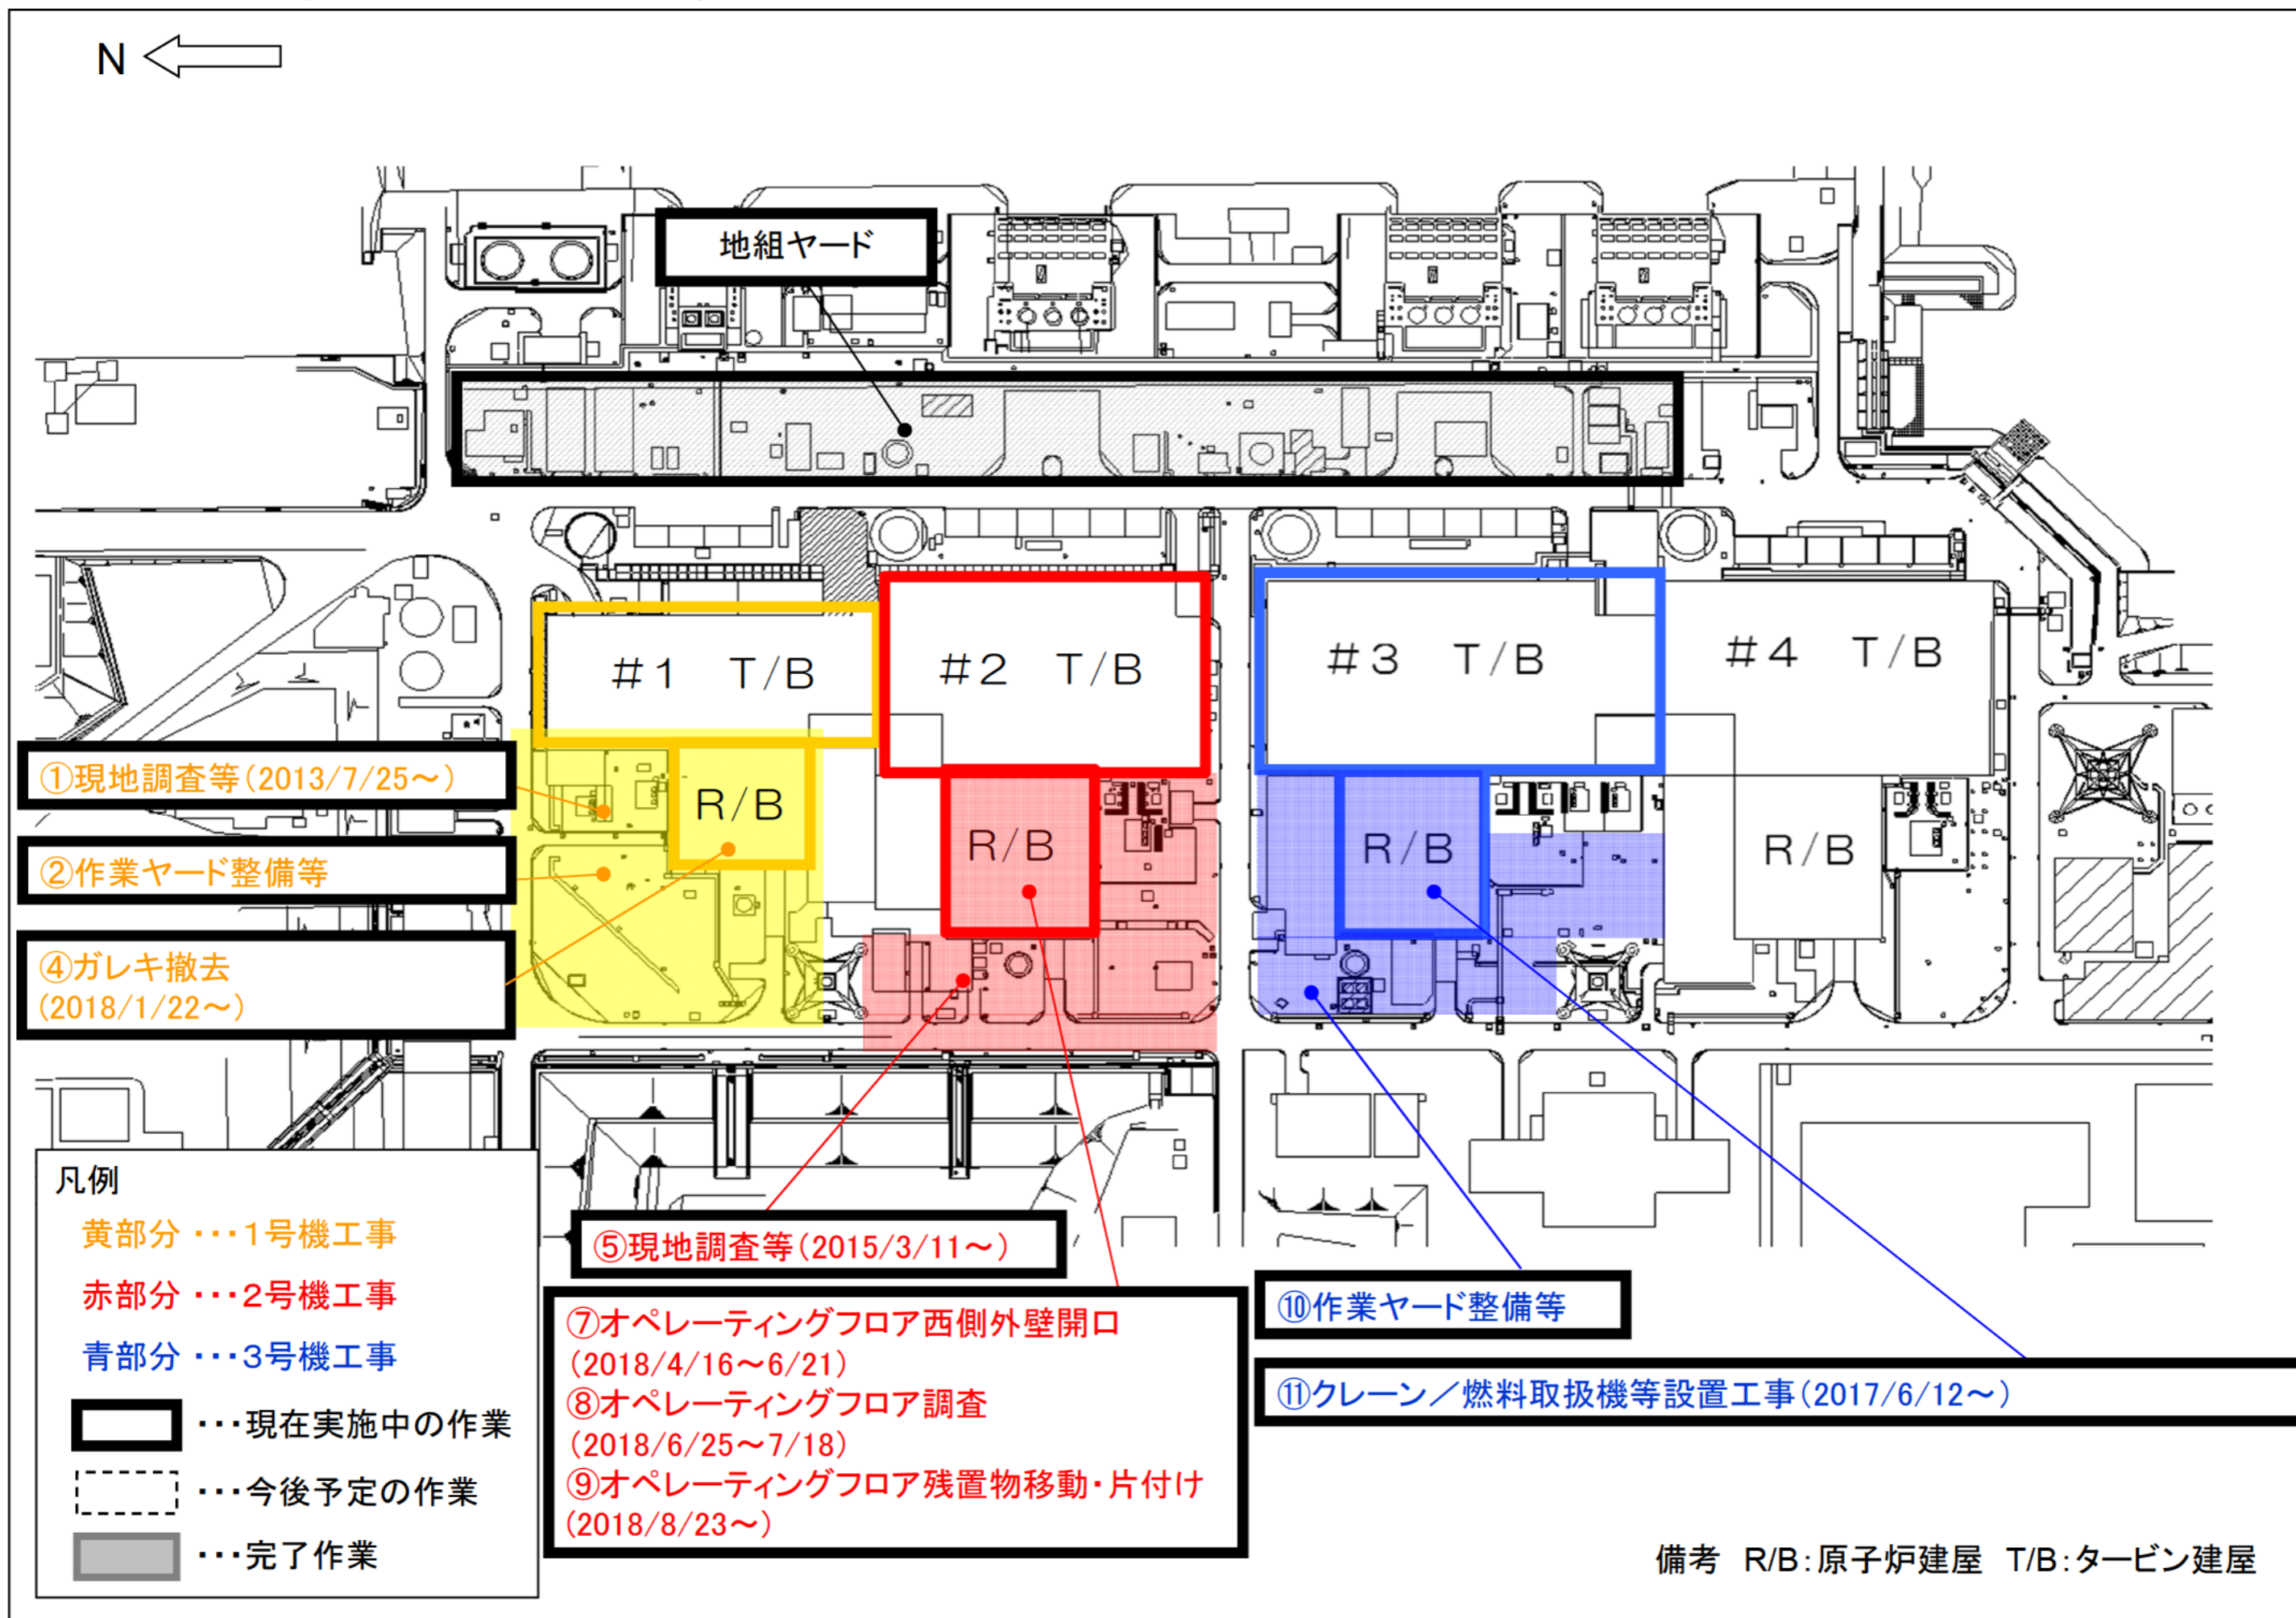 N
地組ヤード
#1 T/B
#2 T/B
#3 T/B
#4 T/B
R/B
R/B
R/B
R/B
①現地調査等(2013/7/25～)
②作業ヤード整備等
④ガレキ撤去
(2018/1/22～)
⑤現地調査等(2015/3/11～)
⑦オペレーティングフロア西側外壁開口
(2018/4/16～6/21)
⑧オペレーティングフロア調査
(2018/6/25～7/18)
⑨オペレーティングフロア残置物移動・片付け
(2018/8/23～)
⑩作業ヤード整備等
⑪クレーン／燃料取扱機等設置工事(2017/6/12～)
凡例
黄部分 ・・・1号機工事
赤部分 ・・・2号機工事
青部分 ・・・3号機工事
・・・現在実施中の作業
・・・今後予定の作業
・・・完了作業
備考 R/B：原子炉建屋 T/B：タービン建屋